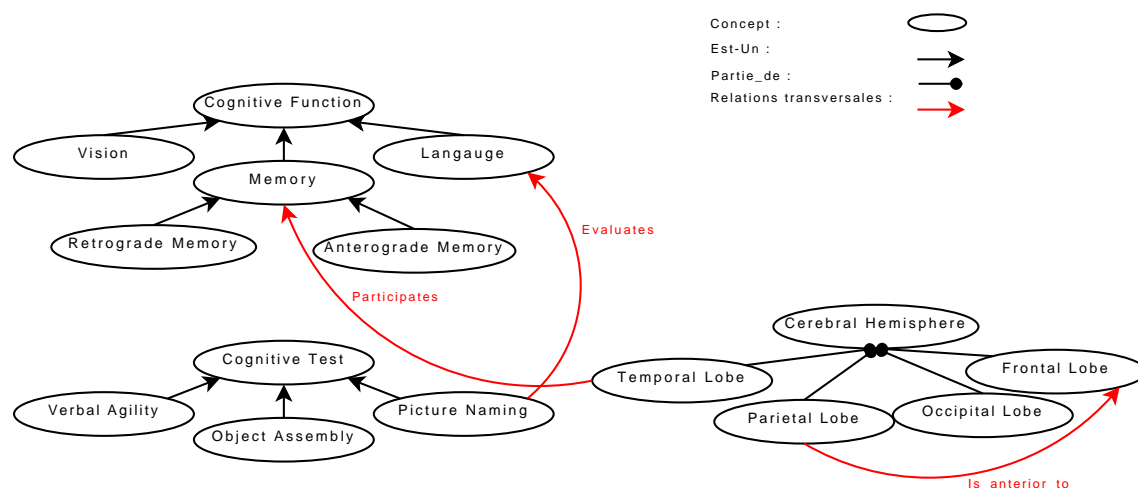 Concept :
Est-Un :
Partie_de :
Relations transversales :
Cognitive Function
Vision
Langauge
Memory
Retrograde Memory
Anterograde Memory
Evaluates
Participates
Cerebral Hemisphere
Cognitive Test
Temporal Lobe
Frontal Lobe
Verbal Agility
Picture Naming
Parietal Lobe
Occipital Lobe
Object Assembly
Is anterior to